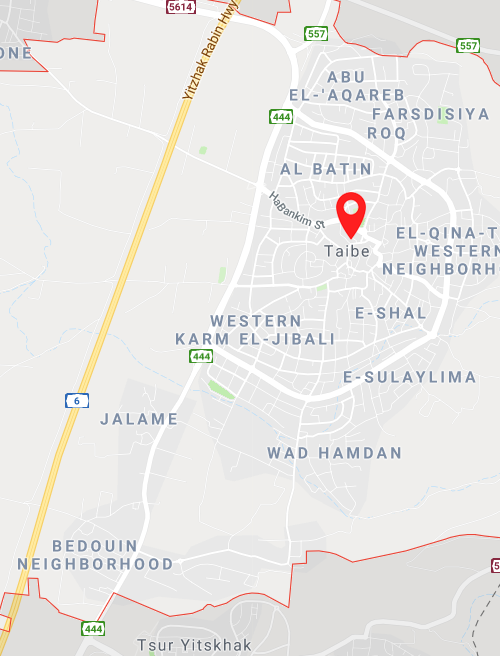 5614
Yitzhak Rabin Hwy
557
557
ONE
ABU
EL-'AQAREB
FARSDISIYA
ROQ
444
AL BATIN
HaBankim St
EL-QINA-T
WESTERN
NEIGHBORH
Taibe
E-SHAL
WESTERN
KARM EL-JIBALI
444
E-SULAYLIMA
6
JALAME
WAD HAMDAN
BEDOUIN
NEIGHBORHOOD
5
444
Tsur Yitskhak